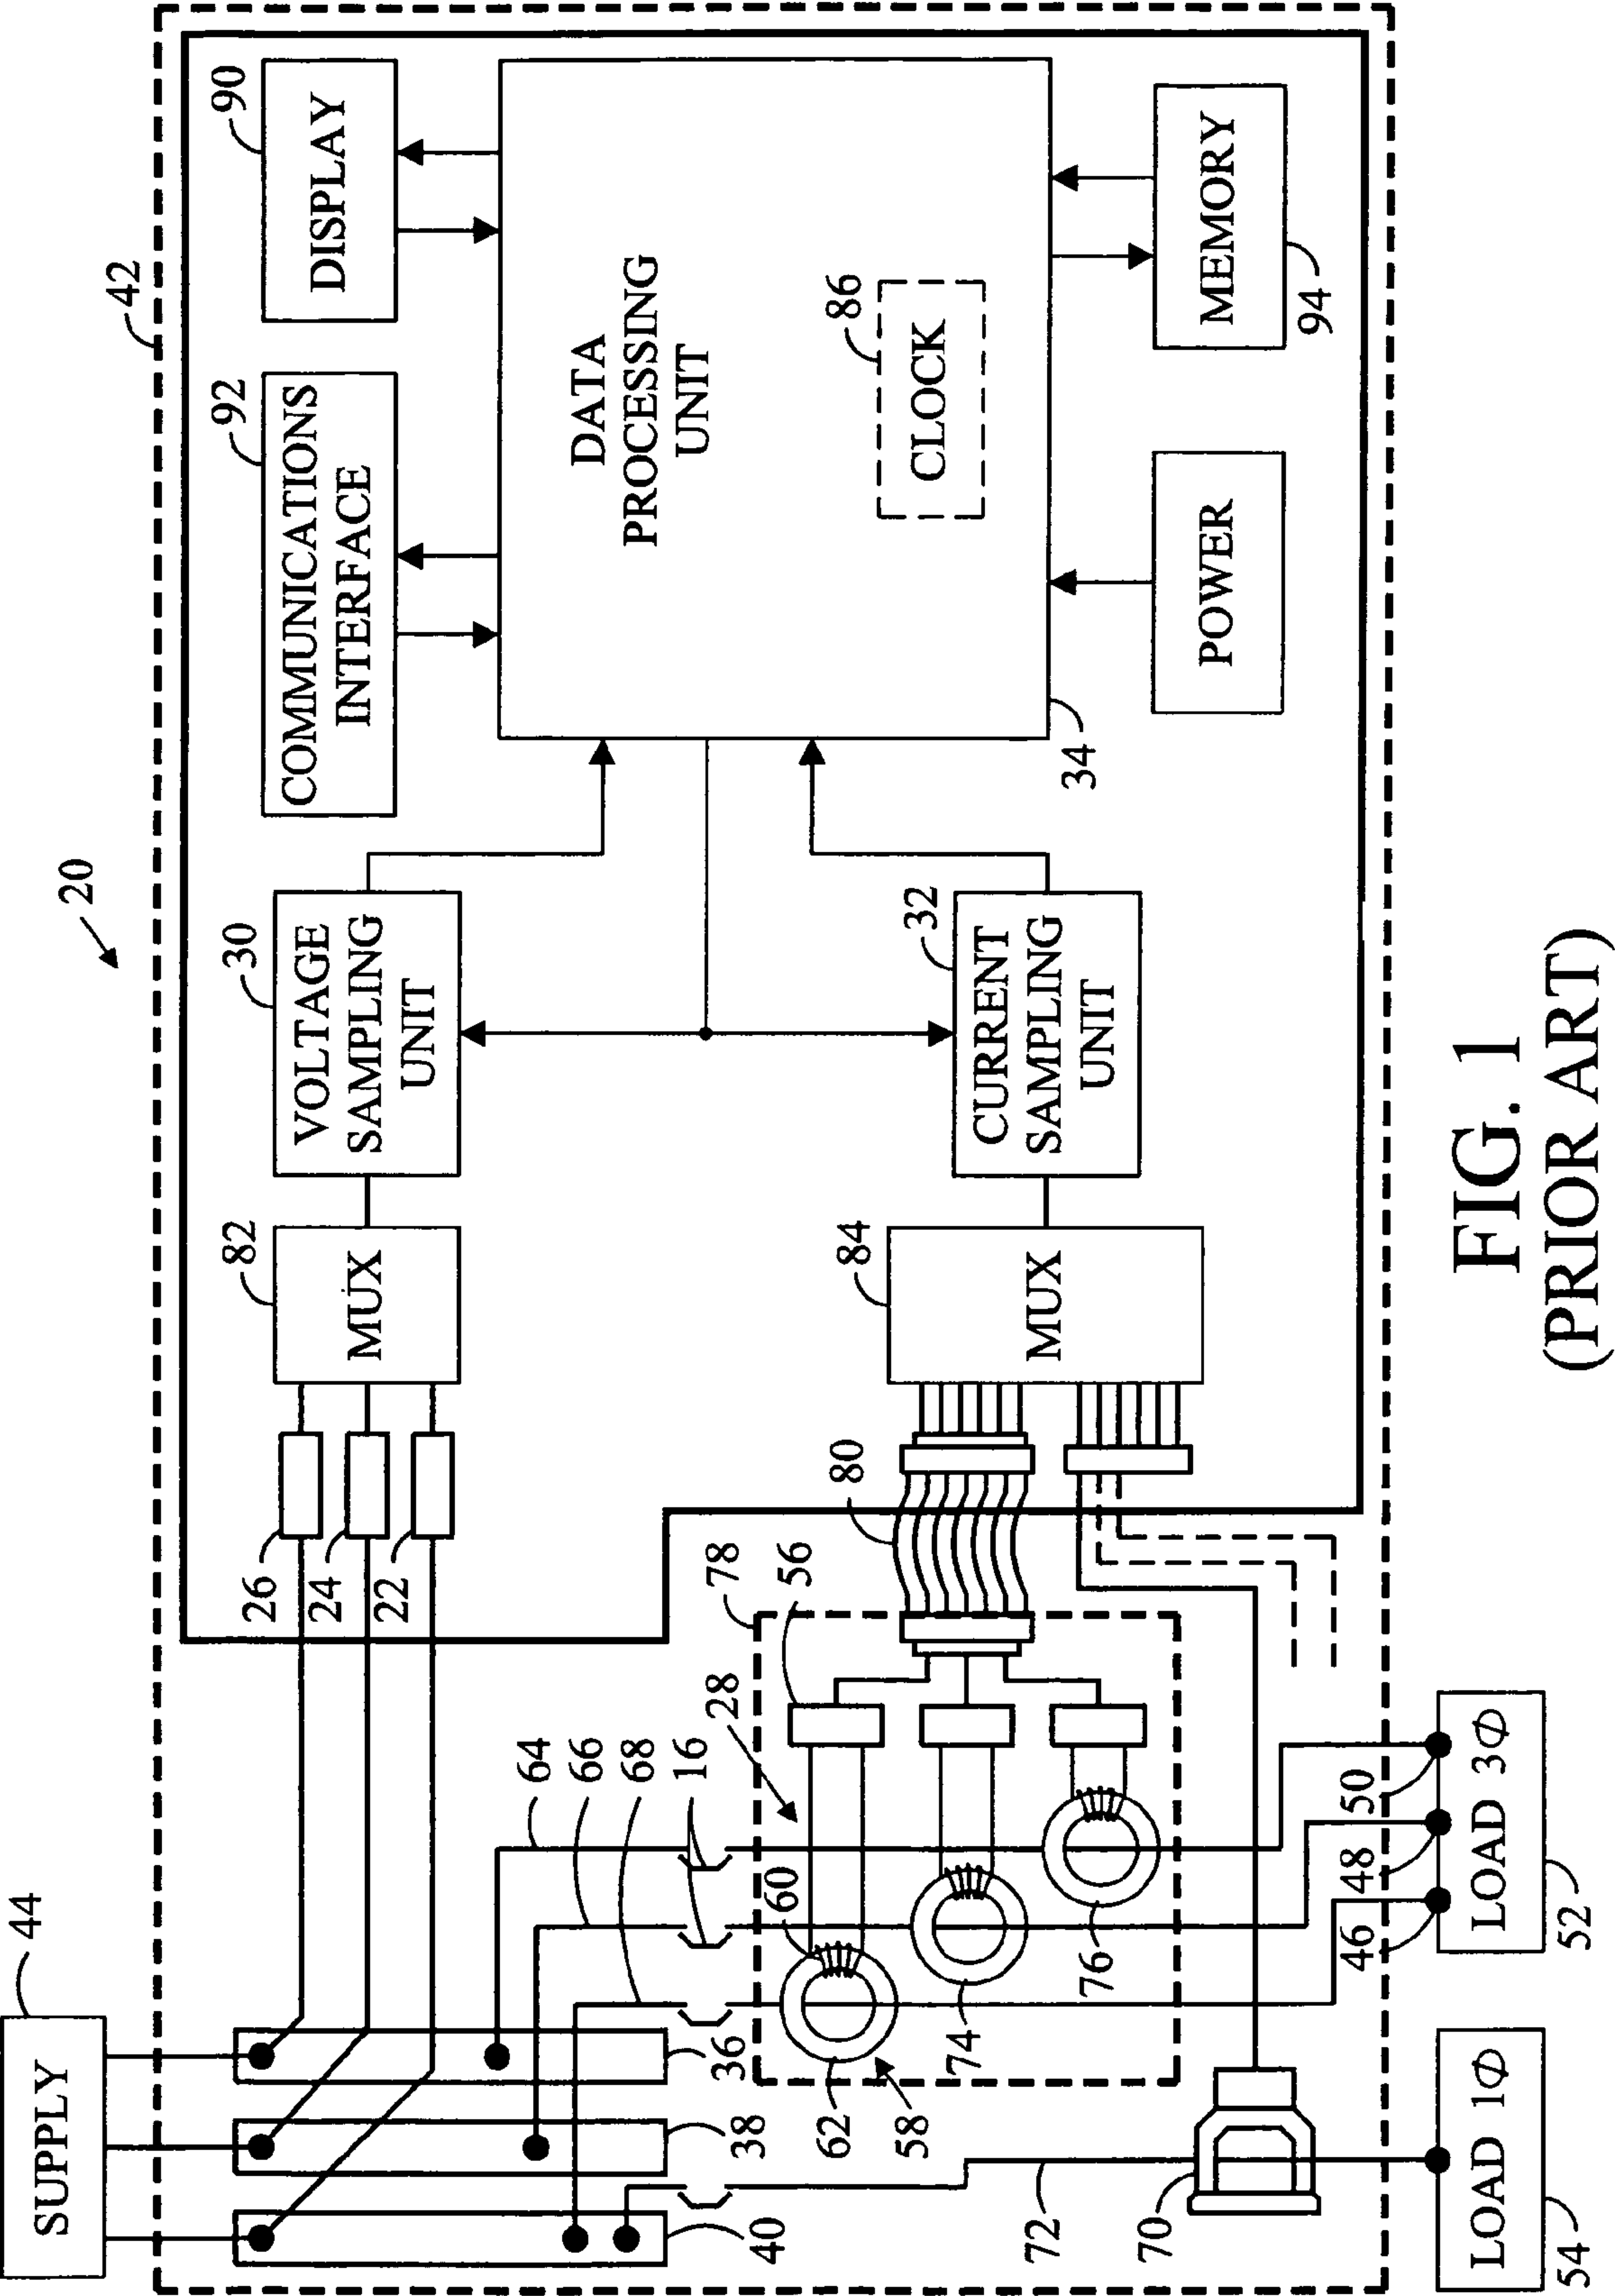 20
42
44
SUPPLY
26
24
22
82
MUX
30
VOLTAGE
SAMPLING
UNIT
92
COMMUNICATIONS
INTERFACE
90
DISPLAY
DATA
PROCESSING
UNIT
86
CLOCK
34
POWER
MEMORY
94
32
CURRENT
SAMPLING
UNIT
84
MUX
80
78
56
28
64
66
68
16
60
62
58
74
76
36
38
40
72
70
50
48
46
LOAD 3Φ
52
LOAD 1Φ
54
FIG. 1
(PRIOR ART)